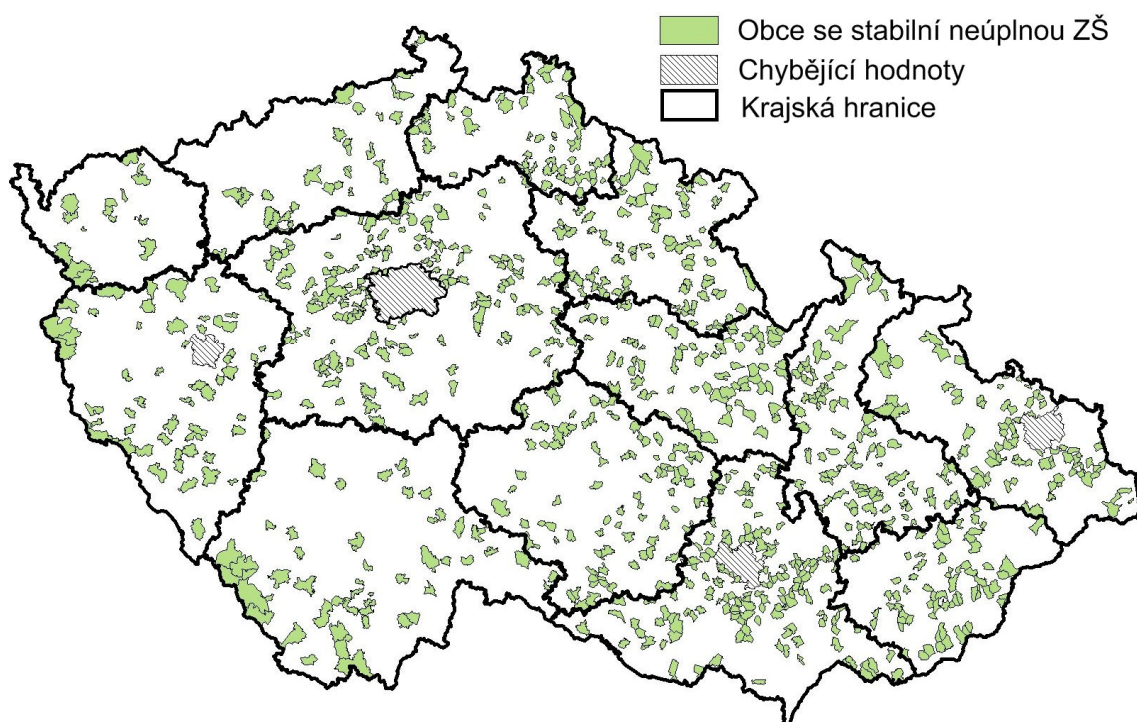 Obce se stabilní neúplnou ZŠ
Chybějící hodnoty
Krajská hranice